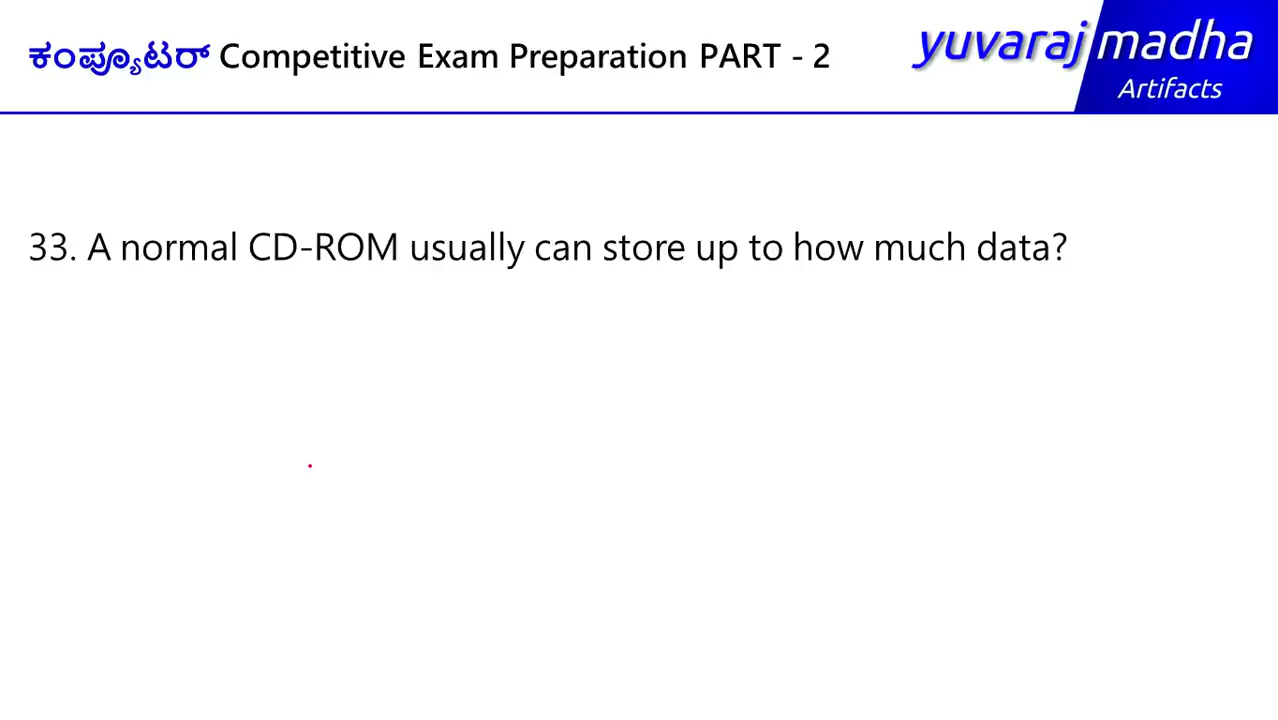 ಕಂಪ್ಯೂಟರ್ Competitive Exam Preparation PART - 2
yuvaraj madha
Artifacts
33. A normal CD-ROM usually can store up to how much data?